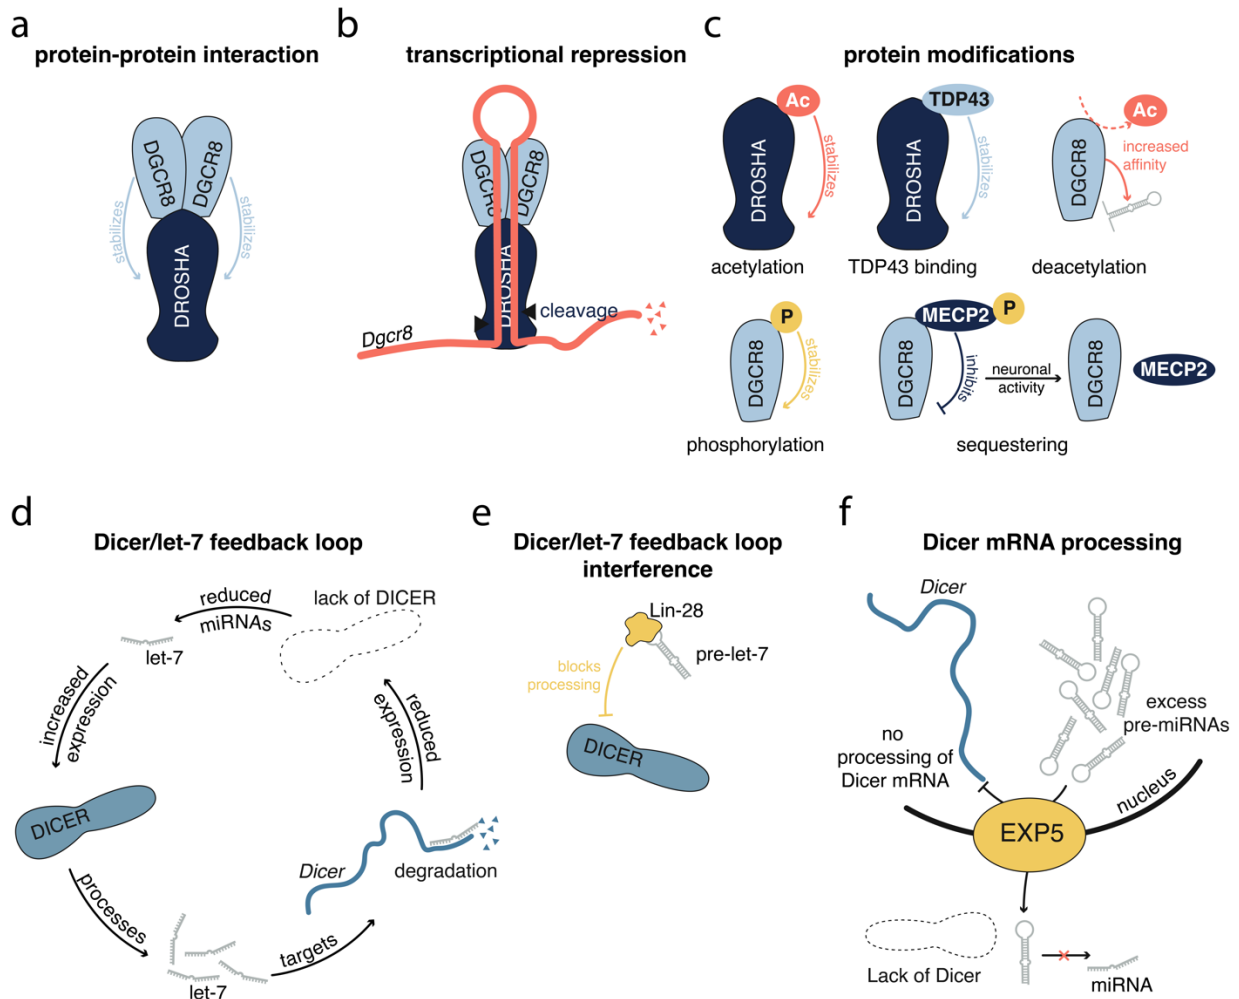 a
protein-protein interaction
DGCR8
DGCR8
stabilizes
stabilizes
DROSHA
b
transcriptional repression
DGCR8
DGCR8
DROSHA
cleavage
Dgcr8
c
protein modifications
Ac
DROSHA
stabilizes
acetylation
TDP43
DROSHA
stabilizes
TDP43 binding
Ac
increased
affinity
DGCR8
deacetylation
P
DGCR8
stabilizes
phosphorylation
MECP2
P
DGCR8
inhibits
neuronal
activity
DGCR8
MECP2
sequestering
d
Dicer/let-7 feedback loop
reduced
miRNAs
lack of DICER
let-7
increased
expression
reduced
expression
DICER
Dicer
degradation
processes
targets
let-7
e
Dicer/let-7 feedback loop
interference
Lin-28
pre-let-7
blocks
processing
DICER
f
Dicer mRNA processing
Dicer
excess
pre-miRNAs
no
processing of
Dicer mRNA
nucleus
EXP5
Lack of Dicer
miRNA